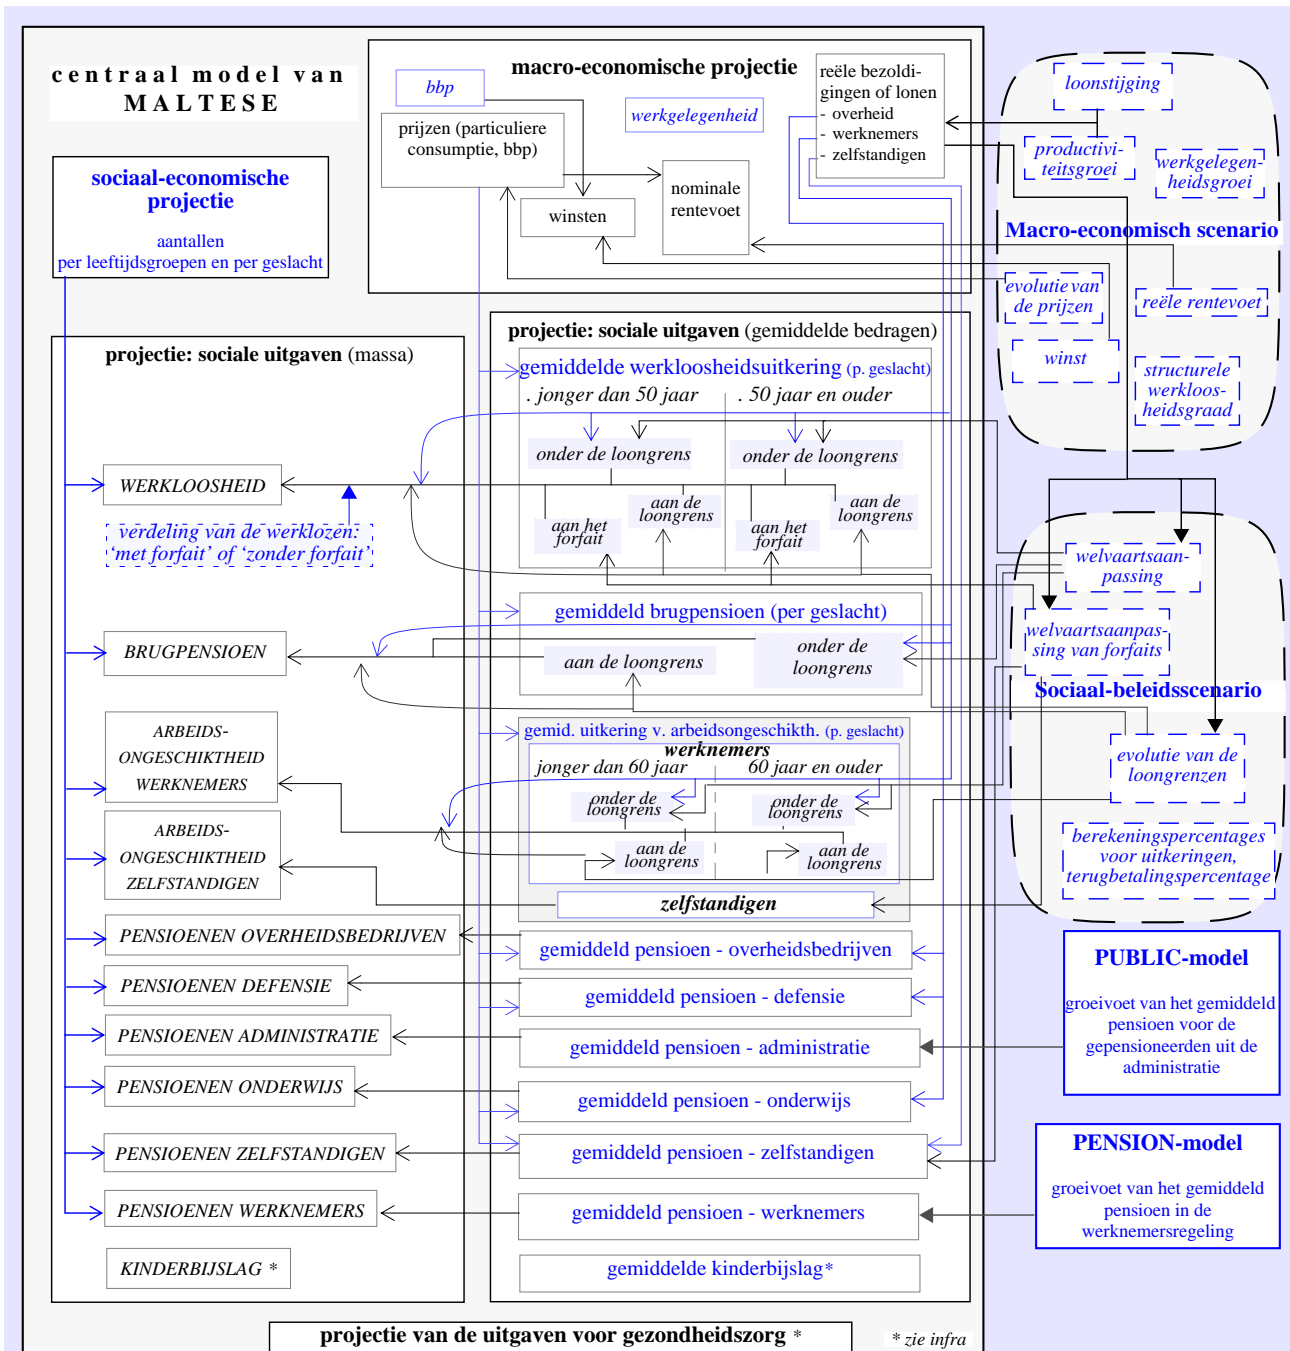 centraal model van
MALTESE
sociaal-economische
projectie
aantallen
per leeftijdsgroepen en per geslacht
macro-economische projectie
bbp
prijzen (particuliere
consumptie, bbp)
werkgelegenheid
winsten
nominale
rentevoet
reële bezoldi-
gingen of lonen
- overheid
- werknemers
- zelfstandigen
loonstijging
productivi-
teitsgroei
werkgelegen-
heidsgroei
Macro-economisch scenario
evolutie van
de prijzen
reële rentevoet
winst
structurele
werkloos-
heidsgraad
projectie: sociale uitgaven (massa)
WERKLOOSHEID
verdeling van de werklozen:
‘met forfait’ of ‘zonder forfait’
BRUGPENSIOEN
ARBEIDS-
ONGESCHIKTHEID
WERKNEMERS
ARBEIDS-
ONGESCHIKTHEID
ZELFSTANDIGEN
PENSIOENEN OVERHEIDSBEDRIJVEN
PENSIOENEN DEFENSIE
PENSIOENEN ADMINISTRATIE
PENSIOENEN ONDERWIJS
PENSIOENEN ZELFSTANDIGEN
PENSIOENEN WERKNEMERS
KINDERBIJSLAG *
projectie: sociale uitgaven (gemiddelde bedragen)
gemiddelde werkloosheidsuitkering (p. geslacht)
. jonger dan 50 jaar
. 50 jaar en ouder
onder de loongrens
onder de loongrens
aan het
forfait
aan de
loongrens
aan het
forfait
aan de
loongrens
gemiddeld brugpensioen (per geslacht)
aan de loongrens
onder de
loongrens
gemid. uitkering v. arbeidsongeschikth. (p. geslacht)
werknemers
jonger dan 60 jaar
60 jaar en ouder
onder de
loongrens
onder de
loongrens
aan de
loongrens
aan de
loongrens
zelfstandigen
gemiddeld pensioen - overheidsbedrijven
gemiddeld pensioen - defensie
gemiddeld pensioen - administratie
gemiddeld pensioen - onderwijs
gemiddeld pensioen - zelfstandigen
gemiddeld pensioen - werknemers
gemiddelde kinderbijslag*
welvaartsaan-
passing
welvaartsaanpas-
sing van forfaits
Sociaal-beleidsscenario
evolutie van de
loongrenzen
berekeningspercentages
voor uitkeringen,
terugbetalingspercentage
PUBLIC-model
groeivoet van het gemiddeld
pensioen voor de
gepensioneerden uit de
administratie
PENSION-model
groeivoet van het gemiddeld
pensioen in de
werknemersregeling
projectie van de uitgaven voor gezondheidszorg *
* zie infra